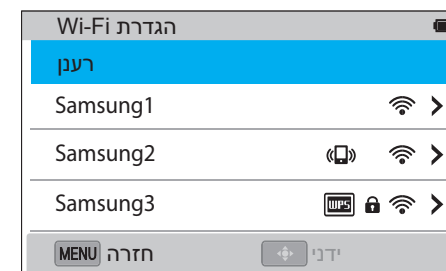 הגדרת Wi-Fi
רענן
Samsung1
Samsung2
Samsung3 WPS
MENU חזרה ידני